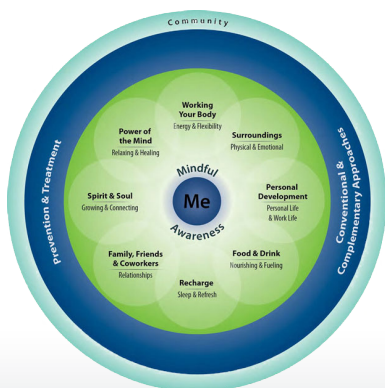 Community
Prevention & Treatment
Conventional &
Complementary Approaches
Working
Your Body
Energy & Flexibility
Surroundings
Physical & Emotional
Personal
Development
Personal Life
& Work Life
Food & Drink
Nourishing & Fueling
Recharge
Sleep & Refresh
Family, Friends
& Coworkers
Relationships
Spirit & Soul
Growing & Connecting
Power of
the Mind
Relaxing & Healing
Mindful
Me
Awareness